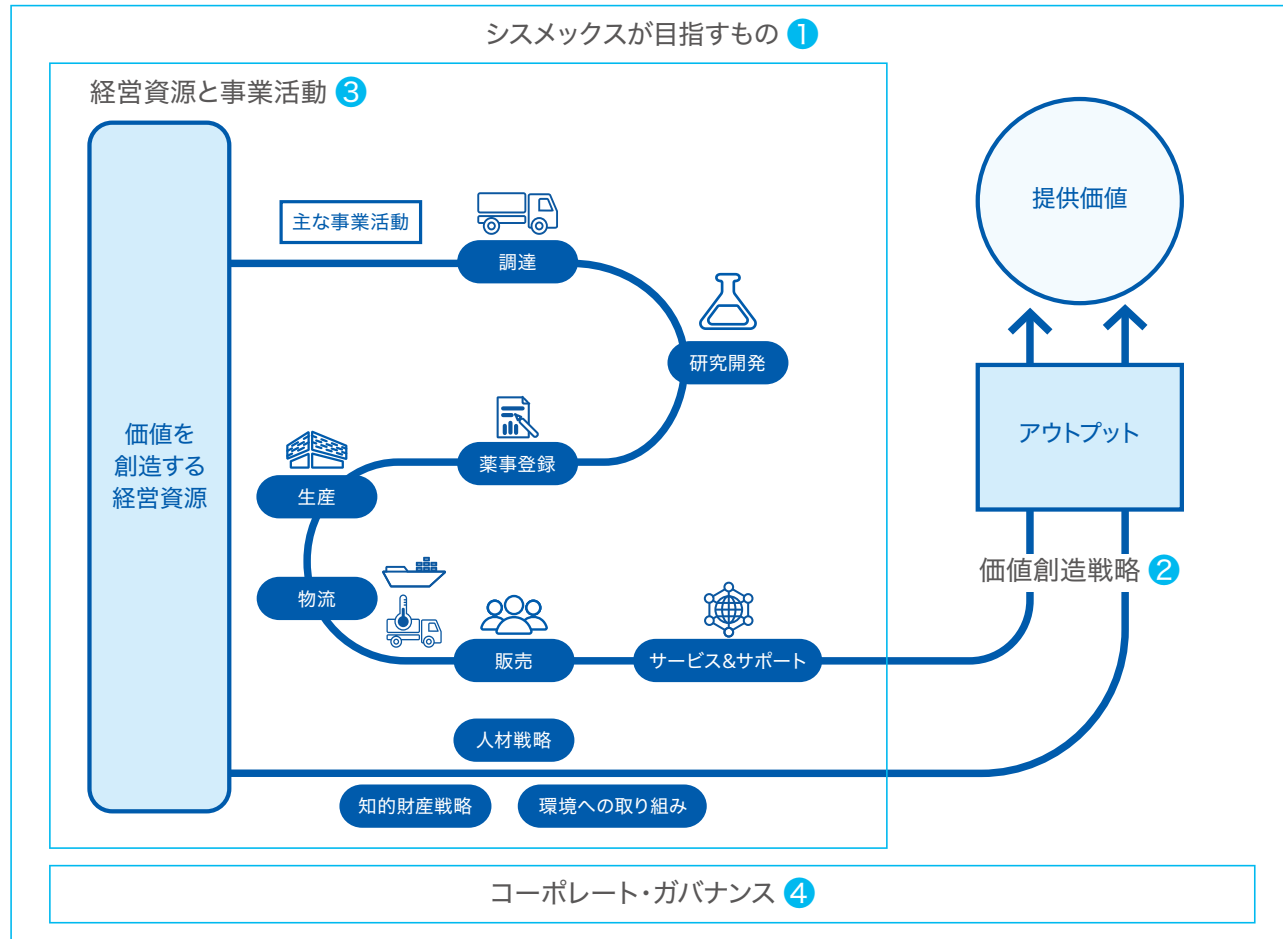 シスメックスが目指すもの 1
経営資源と事業活動 3
価値を
創造する
経営資源
主な事業活動
調達
研究開発
薬事登録
生産
物流
販売
サービス&サポート
人材戦略
知的財産戦略
環境への取り組み
提供価値
アウトプット
価値創造戦略 2
コーポレート・ガバナンス 4